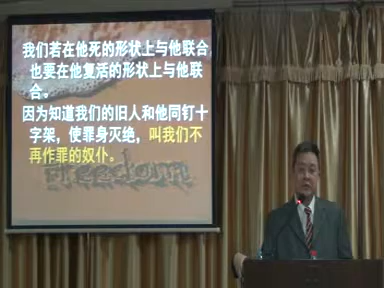 我们若在他死的形状上与他联合,
也要在他复活的形状上与他联
合。
因为知道我们的旧人和他同钉十
字架，使罪身灭绝，叫我们不
再作罪的奴仆。
Freedom